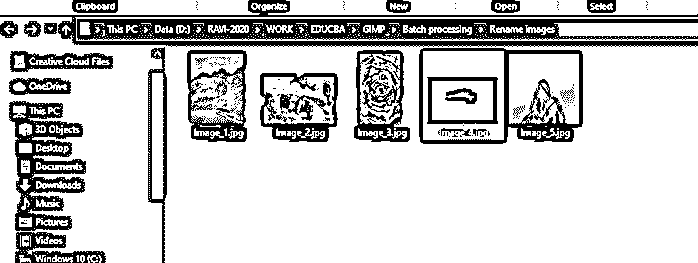 Clipboard Organize New Open Select
This PC Data (D:) RAVI-2020 WORK EDUCBA GIMP Batch processing Rename images
Creative Cloud Files
OneDrive
This PC
3D Objects
Desktop
Documents
Downloads
Music
Pictures
Videos
Windows 10 (C:)
Image_1.jpg Image_2.jpg Image_3.jpg Image_4.jpg Image_5.jpg